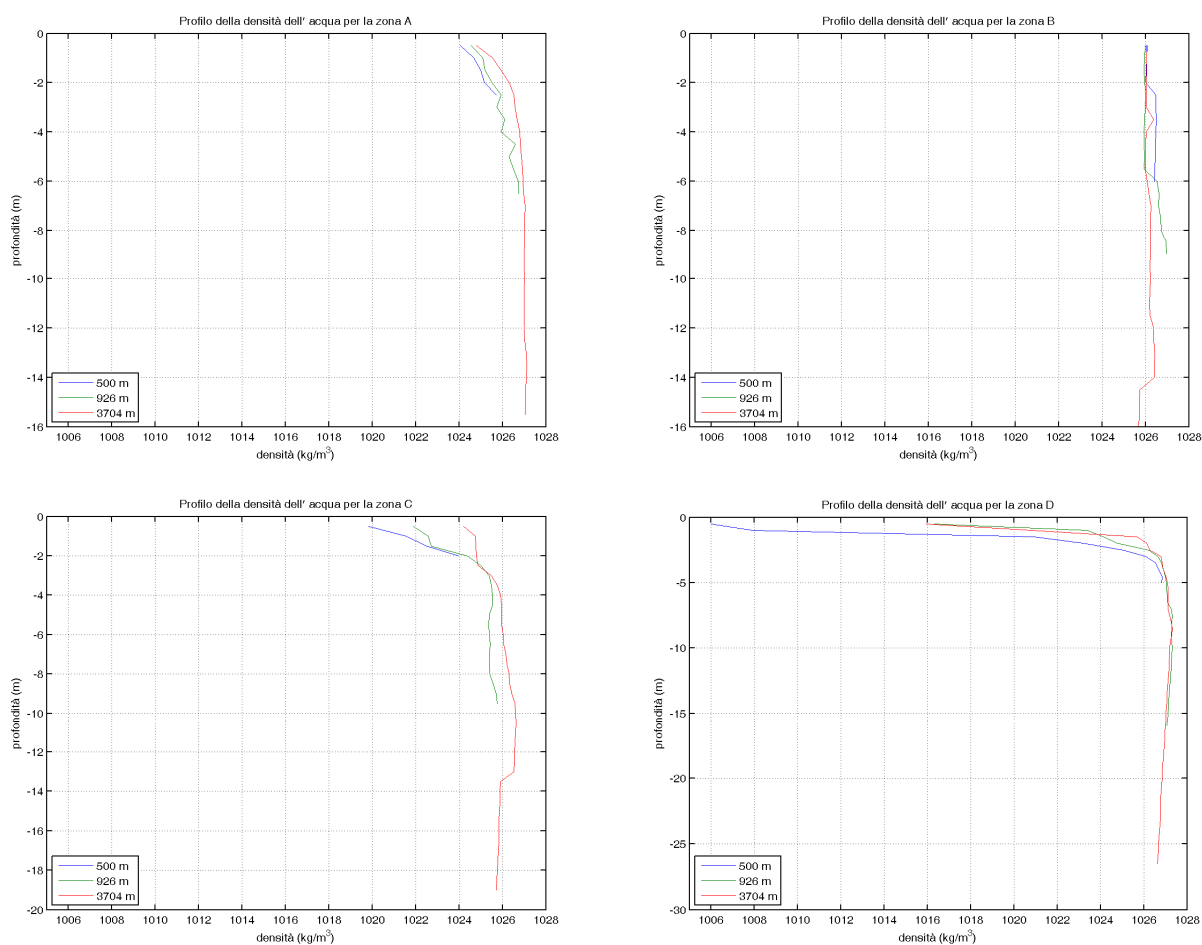 Profilo della densità dell' acqua per la zona A
0
-2
-4
-6
-8
-10
-12
-14
-16
profondità (m)
500 m
926 m
3704 m
1006 1008 1010 1012 1014 1016 1018 1020 1022 1024 1026 1028
densità (kg/m³)
Profilo della densità dell' acqua per la zona B
0
-2
-4
-6
-8
-10
-12
-14
-16
profondità (m)
500 m
926 m
3704 m
1006 1008 1010 1012 1014 1016 1018 1020 1022 1024 1026 1028
densità (kg/m³)
Profilo della densità dell' acqua per la zona C
0
-2
-4
-6
-8
-10
-12
-14
-16
-18
-20
profondità (m)
500 m
926 m
3704 m
1006 1008 1010 1012 1014 1016 1018 1020 1022 1024 1026 1028
densità (kg/m³)
Profilo della densità dell' acqua per la zona D
0
-5
-10
-15
-20
-25
-30
profondità (m)
500 m
926 m
3704 m
1006 1008 1010 1012 1014 1016 1018 1020 1022 1024 1026 1028
densità (kg/m³)